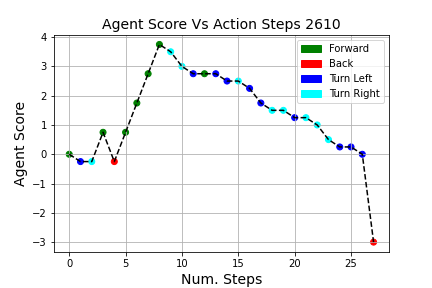 Agent Score Vs Action Steps 2610
Agent Score
4
3
2
1
0
−1
−2
−3
Forward
Back
Turn Left
Turn Right
0 5 10 15 20 25
Num. Steps